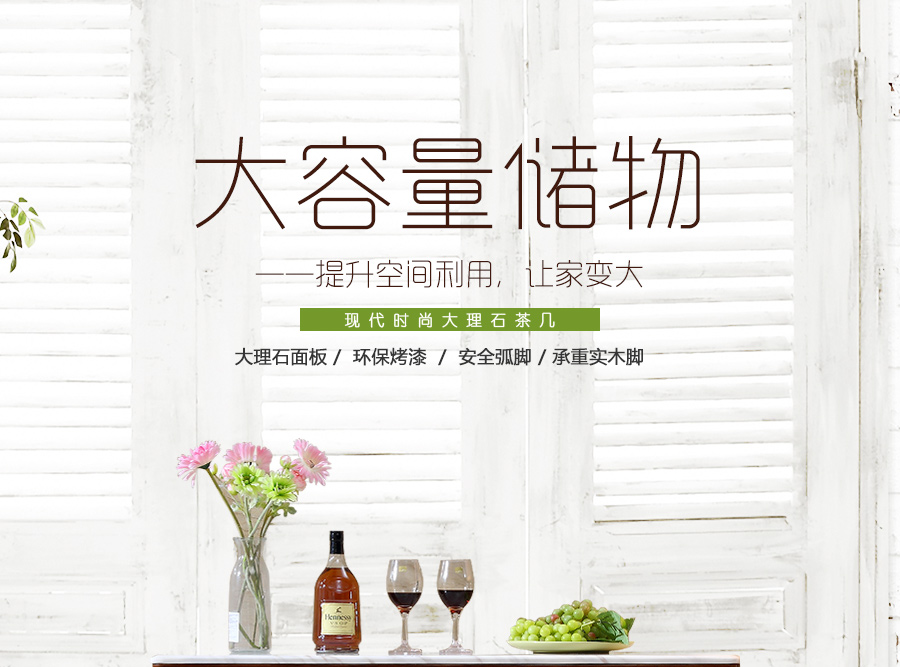 大容量储物
——提升空间利用，让家变大
现代时尚大理石茶几
大理石面板 / 环保烤漆 / 安全弧脚 / 承重实木脚
Hennessy
V.S.O.P